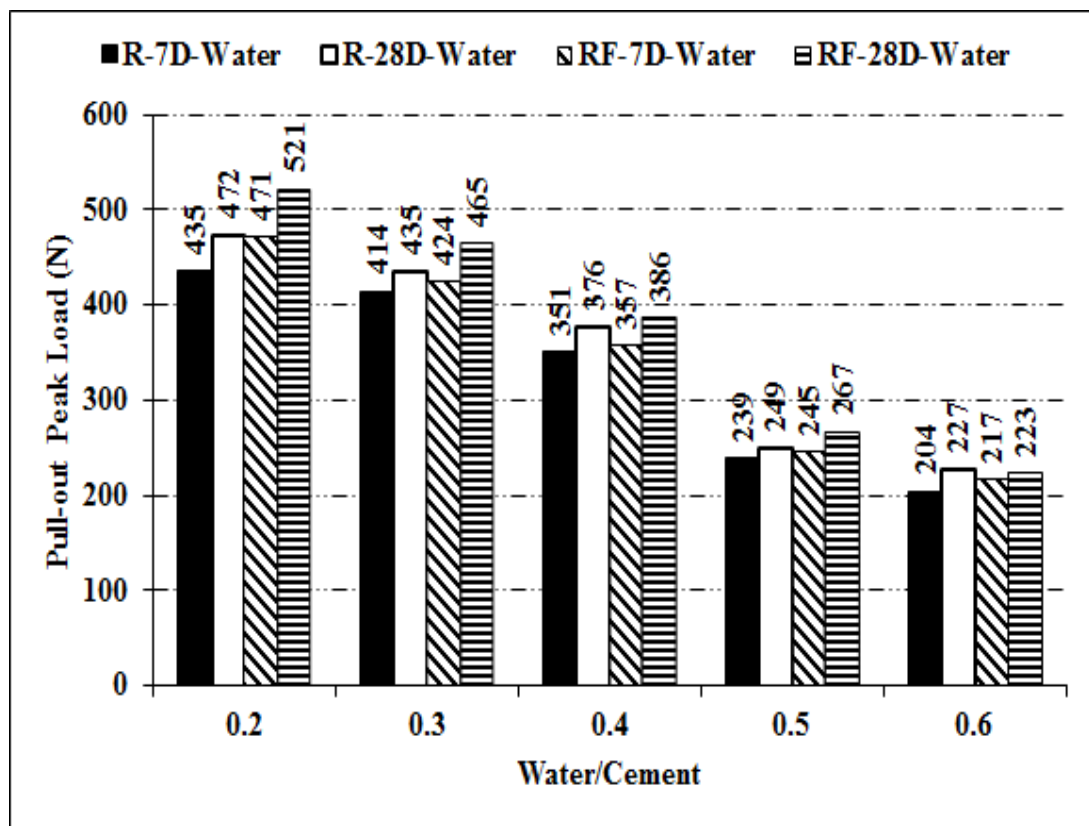 R-7D-Water R-28D-Water RF-7D-Water RF-28D-Water
Pull-out Peak Load (N)
600
500
400
300
200
100
0
435 472 471 521
414 435 424 465
351 376 357 386
239 249 245 267
204 227 217 223
0.2 0.3 0.4 0.5 0.6
Water/Cement